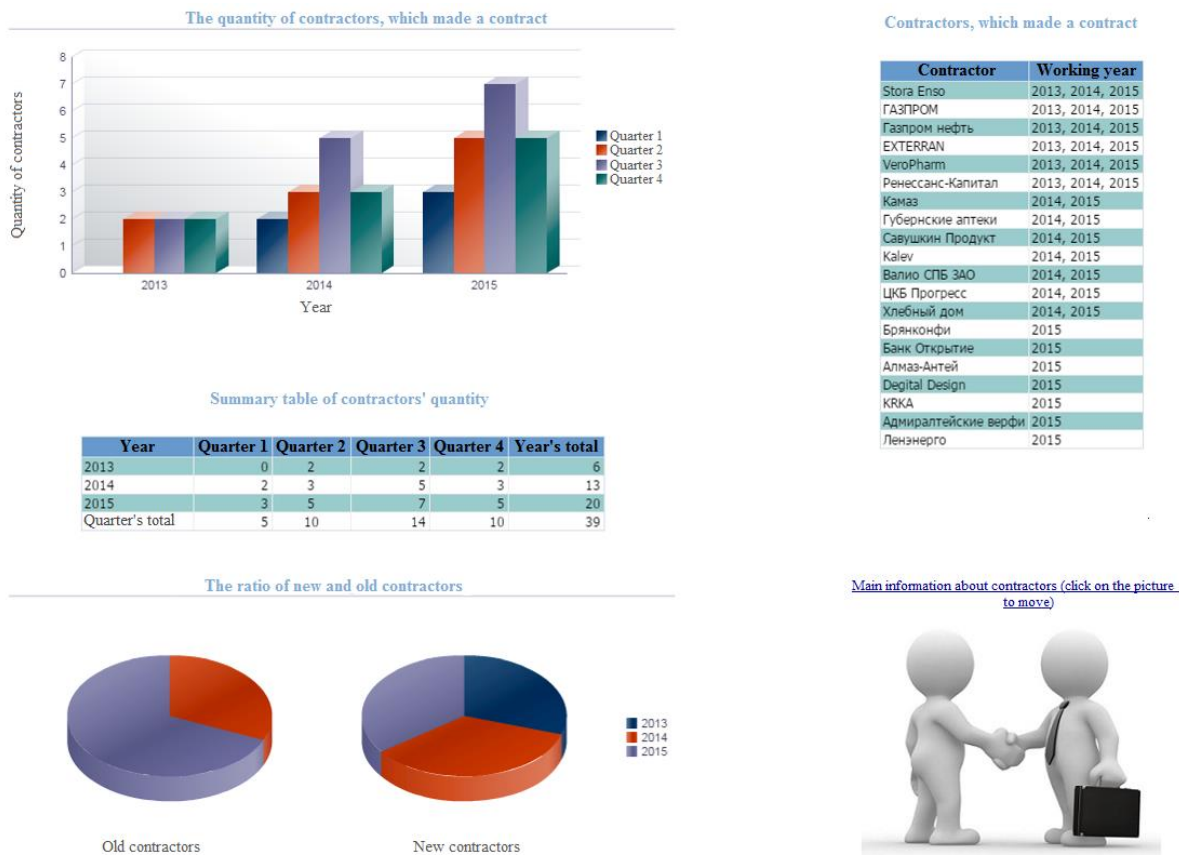 The quantity of contractors, which made a contract
Quantity of contractors
8
7
6
5
4
3
2
1
0
2013 2014 2015
Year
Quarter 1
Quarter 2
Quarter 3
Quarter 4
Contractors, which made a contract
Contractor Working year
Stora Enso 2013, 2014, 2015
ГАЗПРОМ 2013, 2014, 2015
Газпром нефть 2013, 2014, 2015
EXTERRAN 2013, 2014, 2015
VeroPharm 2013, 2014, 2015
Ренессанс-Капитал 2013, 2014, 2015
Камаз 2014, 2015
Губернские аптеки 2014, 2015
Савушкин Продукт 2014, 2015
Kalev 2014, 2015
Валио СПБ ЗАО 2014, 2015
ЦКБ Прогресс 2014, 2015
Хлебный дом 2014, 2015
Брянконфи 2015
Банк Открытие 2015
Алмаз-Антей 2015
Degital Design 2015
KRKA 2015
Адмиралтейские верфи 2015
Ленэнерго 2015
Summary table of contractors' quantity
Year Quarter 1 Quarter 2 Quarter 3 Quarter 4 Year's total
2013 0 2 2 2 6
2014 2 3 5 3 13
2015 3 5 7 5 20
Quarter's total 5 10 14 10 39
The ratio of new and old contractors
2013
2014
2015
Old contractors New contractors
Main information about contractors (click on the picture
to move)